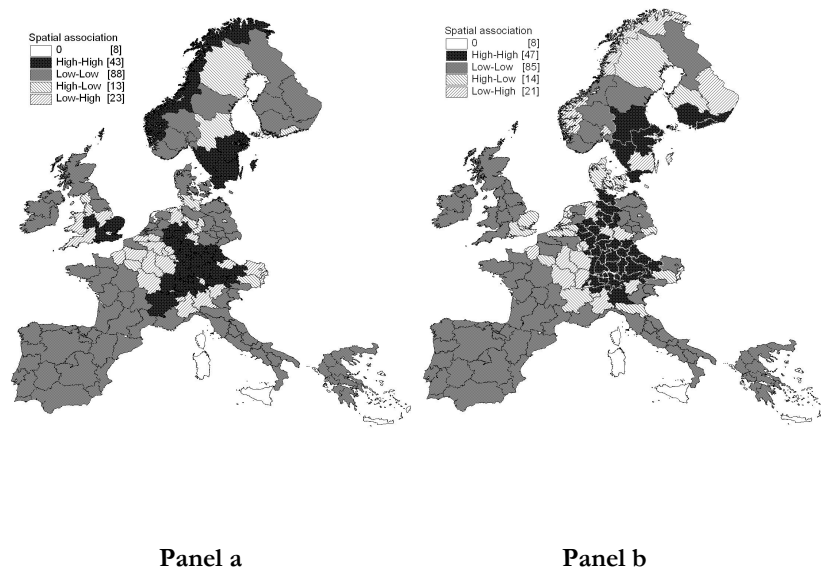 Spatial association
0 [8]
High-High [43]
Low-Low [88]
High-Low [13]
Low-High [23]
Spatial association
0 [8]
High-High [47]
Low-Low [85]
High-Low [14]
Low-High [21]
Panel a
Panel b